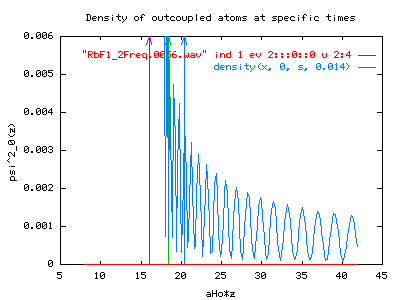 Density of outcoupled atoms at specific times
"RbF1_2Freq.0056.wav" ind 1 ev 2:::0::0 u 2:4
density(x, 0, s, 0.014)
0.006
0.005
0.004
0.003
0.002
0.001
0
psi^2_0(z)
5 10 15 20 25 30 35 40 45
aHo*z